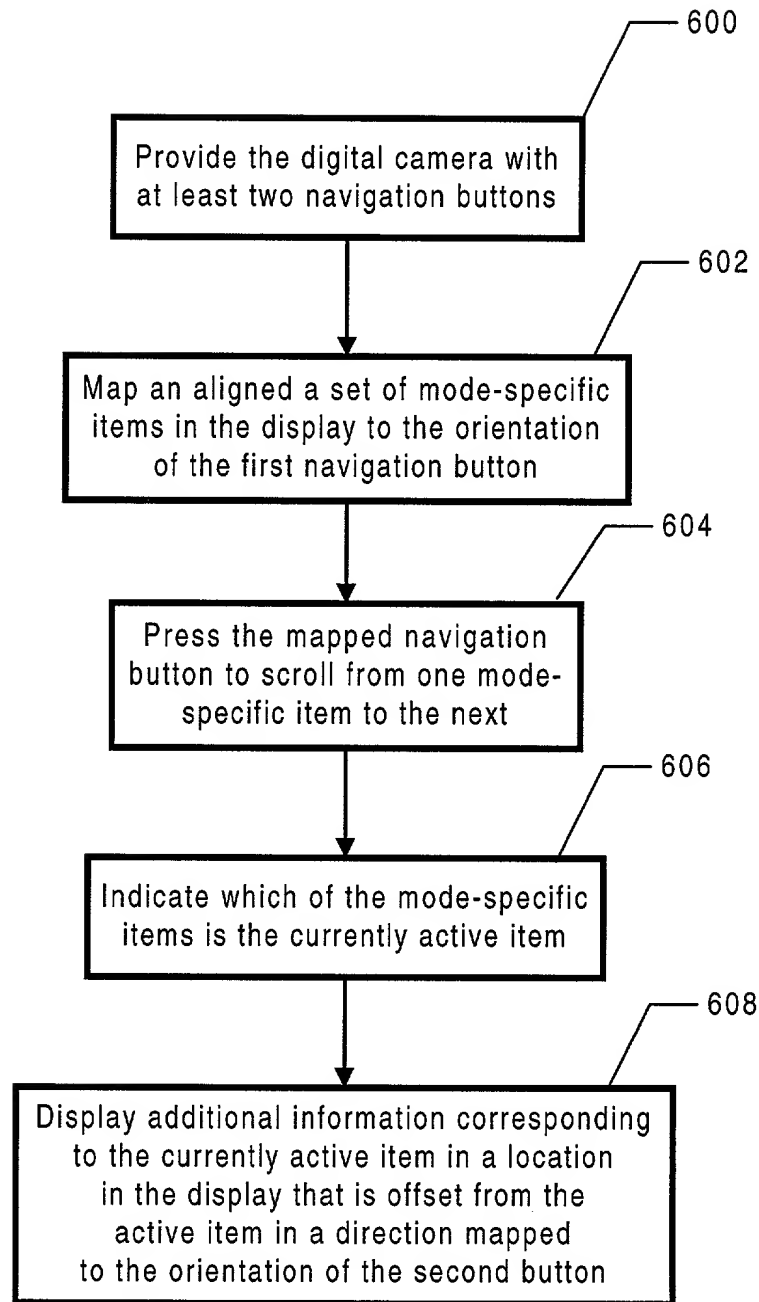 600
Provide the digital camera with
at least two navigation buttons
602
Map an aligned a set of mode-specific
items in the display to the orientation
of the first navigation button
604
Press the mapped navigation
button to scroll from one mode-
specific item to the next
606
Indicate which of the mode-specific
items is the currently active item
608
Display additional information corresponding
to the currently active item in a location
in the display that is offset from the
active item in a direction mapped
to the orientation of the second button